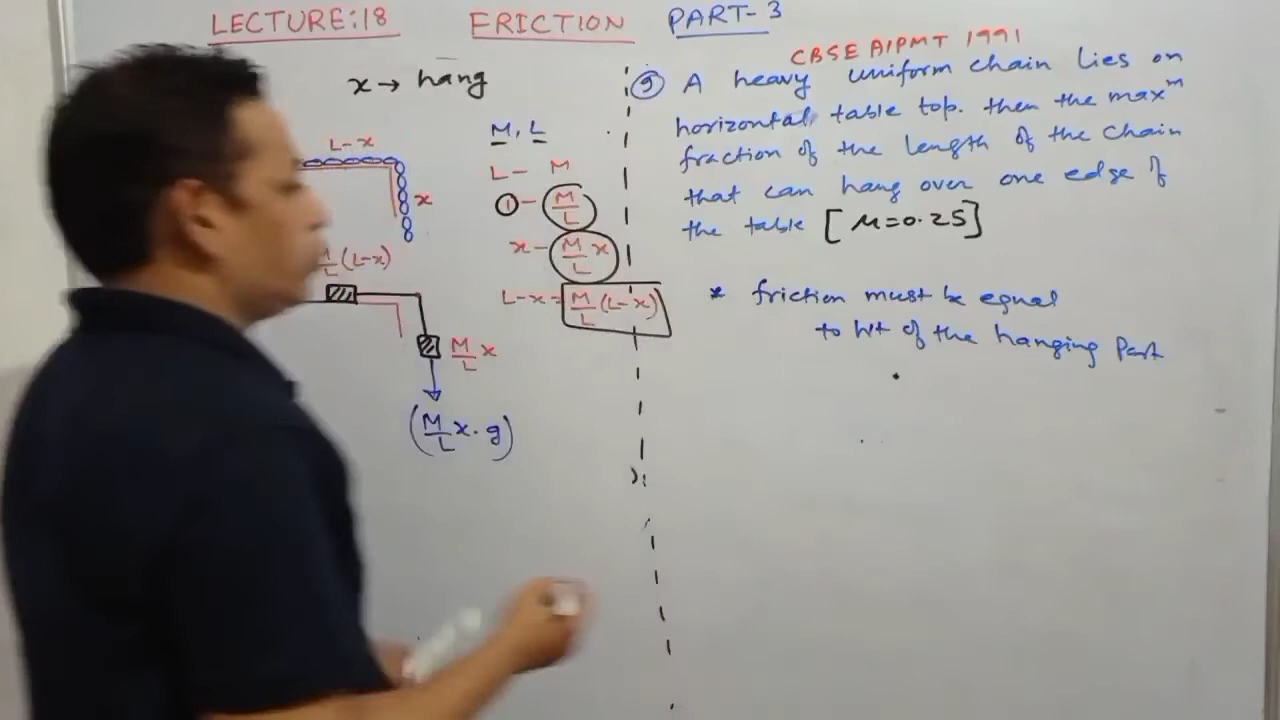 LECTURE:18 FRICTION PART-3
CBSE AIPMT 1991
x → hang
M, L
L - M
① - M/L
x - M/L x
L-x = M/L (L-x)
L-x
x
M/L (L-x)
M/L x
(M/L x. g)
⑨ A heavy uniform chain lies on
horizontal table top. then the maxᵐ
fraction of the length of the chain
that can hang over one edge of
the table [μ=0.25]
* friction must be equal
to wt of the hanging part